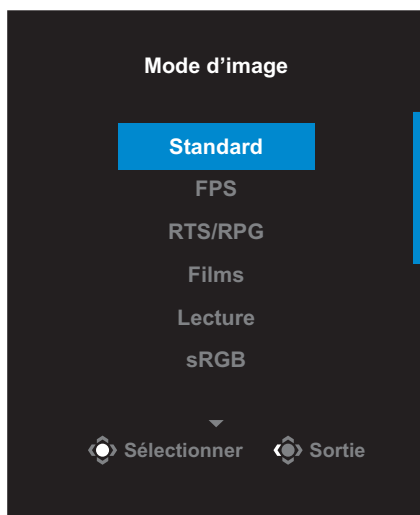 Mode d’image
Standard
FPS
RTS/RPG
Films
Lecture
sRGB
Sélectionner Sortie